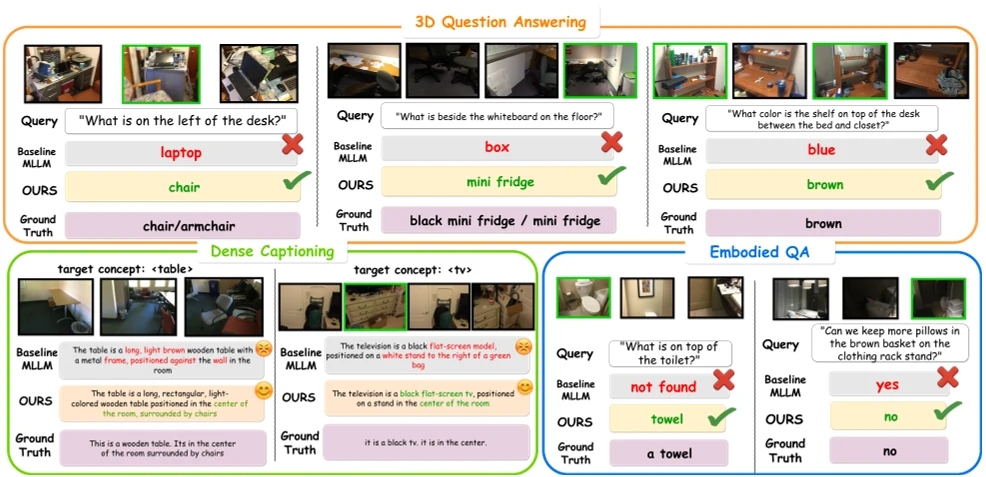 3D Question Answering
Query
"What is on the left of the desk?"
Baseline
MLLM
laptop
OURS
chair
Ground
Truth
chair/armchair
Query
"What is beside the whiteboard on the floor?"
Baseline
MLLM
box
OURS
mini fridge
Ground
Truth
black mini fridge / mini fridge
Query
"What color is the shelf on top of the desk
between the bed and closet?"
Baseline
MLLM
blue
OURS
brown
Ground
Truth
brown
Dense Captioning
target concept: <table>
Baseline
MLLM
The table is a long, light brown wooden table with
a metal frame, positioned against the wall in the
room
OURS
The table is a long, rectangular, light-
colored wooden table positioned in the center of
the room, surrounded by chairs
Ground
Truth
This is a wooden table. Its in the center
of the room surrounded by chairs
target concept: <tv>
Baseline
MLLM
The television is a black flat-screen model,
positioned on a white stand to the right of a green
bag
OURS
The television is a black flat-screen tv, positioned
on a stand in the center of the room
Ground
Truth
it is a black tv. it is in the center.
Embodied QA
Query
"What is on top of
the toilet?"
Baseline
MLLM
not found
OURS
towel
Ground
Truth
a towel
Query
"Can we keep more pillows in
the brown basket on the
clothing rack stand?"
Baseline
MLLM
yes
OURS
no
Ground
Truth
no